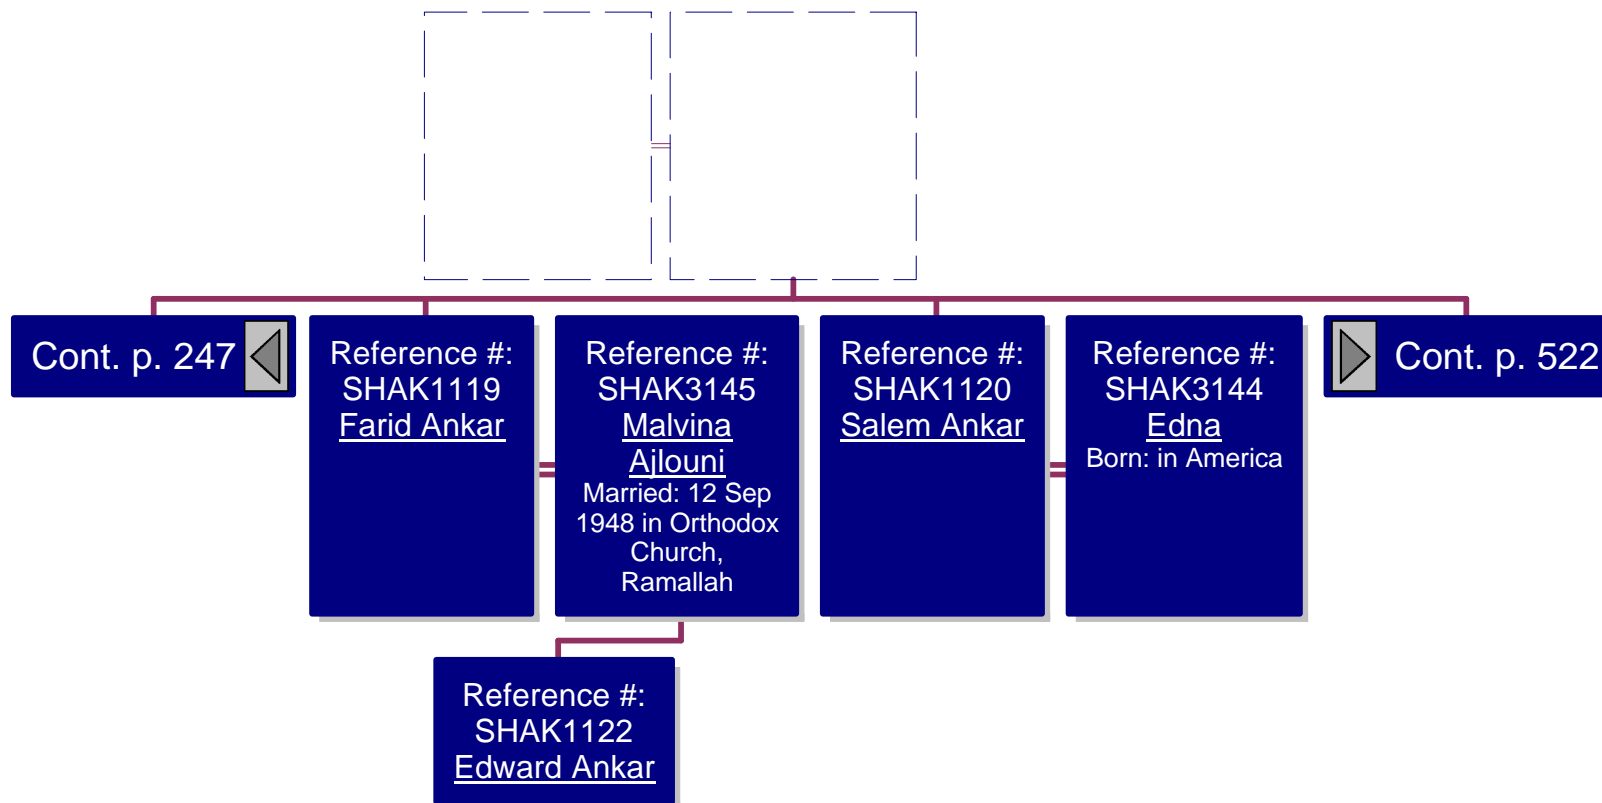 Cont. p. 247
Reference #:
SHAK1119
Farid Ankar
Reference #:
SHAK3145
Malvina
Ajlouni
Married: 12 Sep
1948 in Orthodox
Church,
Ramallah
Reference #:
SHAK1120
Salem Ankar
Reference #:
SHAK3144
Edna
Born: in America
Cont. p. 522
Reference #:
SHAK1122
Edward Ankar